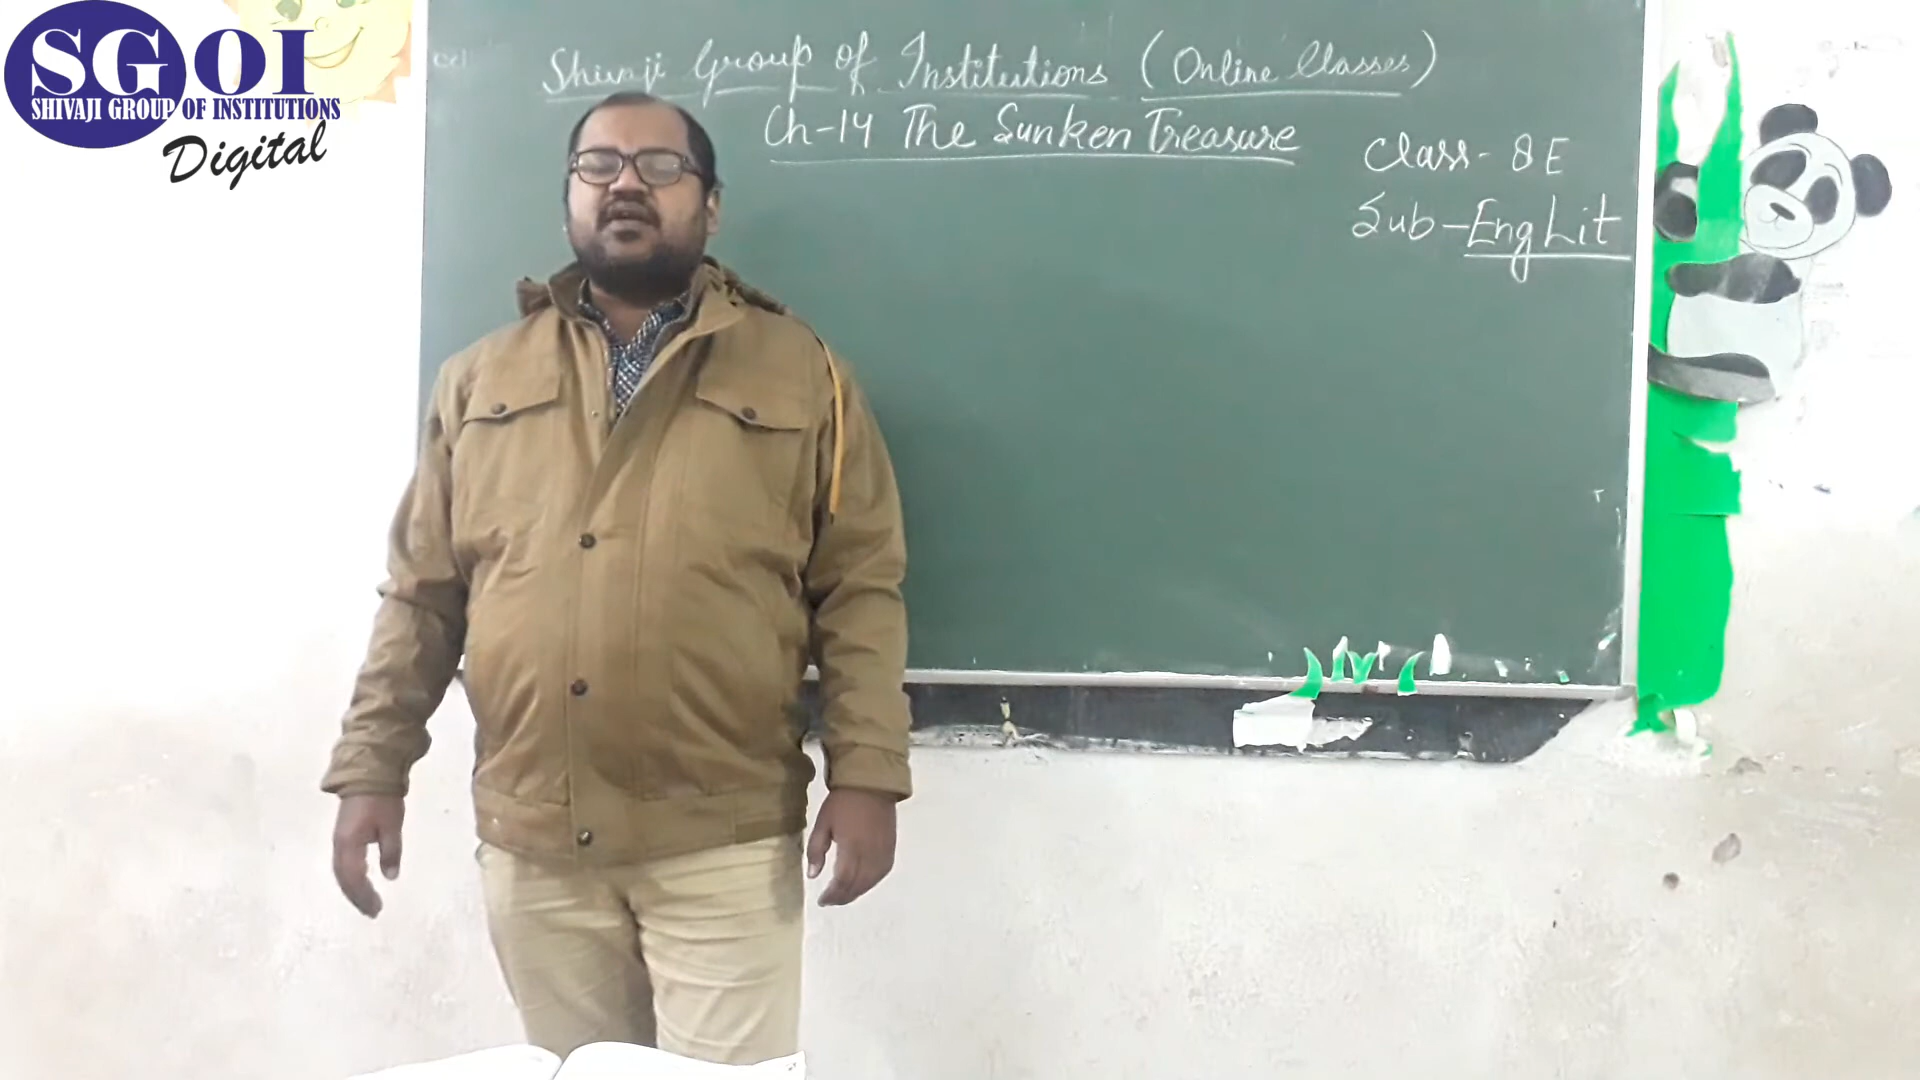 SGOI
SHIVAJI GROUP OF INSTITUTIONS
Digital
Shivaji Group of Institutions (Online Classes)
Ch-14 The Sunken Treasure
Class - 8 E
Sub - Eng Lit